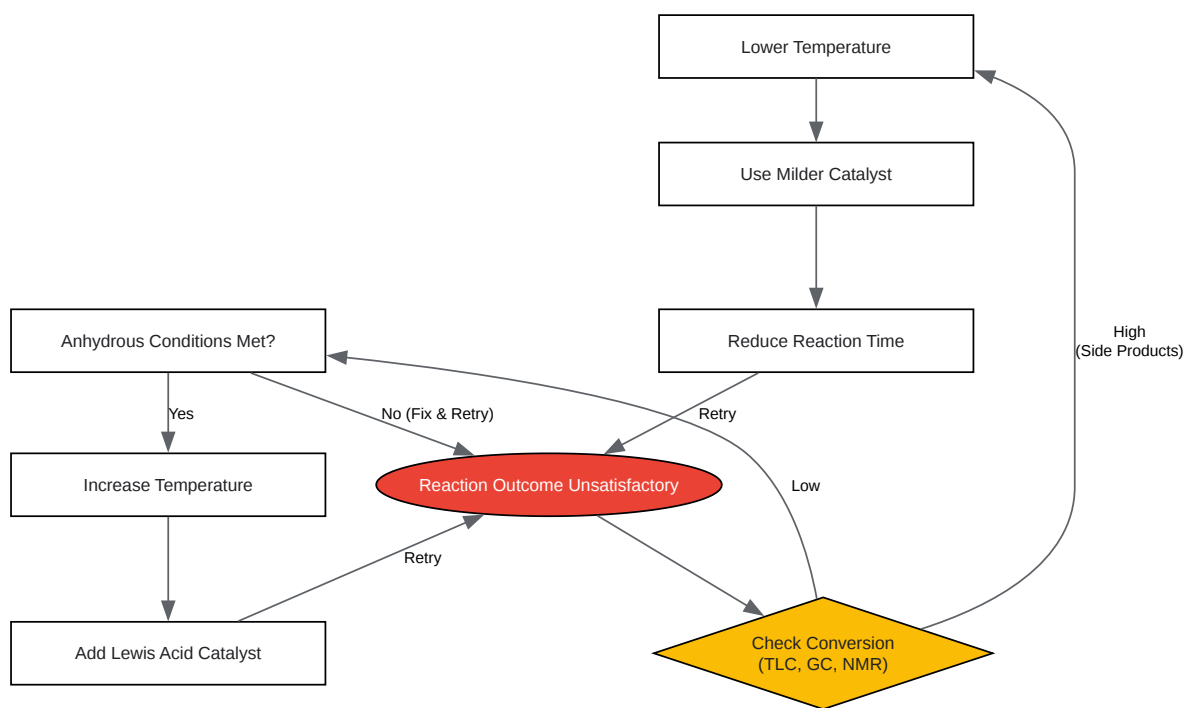 Lower Temperature
Use Milder Catalyst
Anhydrous Conditions Met?
Reduce Reaction Time
High
(Side Products)
Yes
No (Fix & Retry)
Retry
Increase Temperature
Reaction Outcome Unsatisfactory
Low
Retry
Add Lewis Acid Catalyst
Check Conversion
(TLC, GC, NMR)